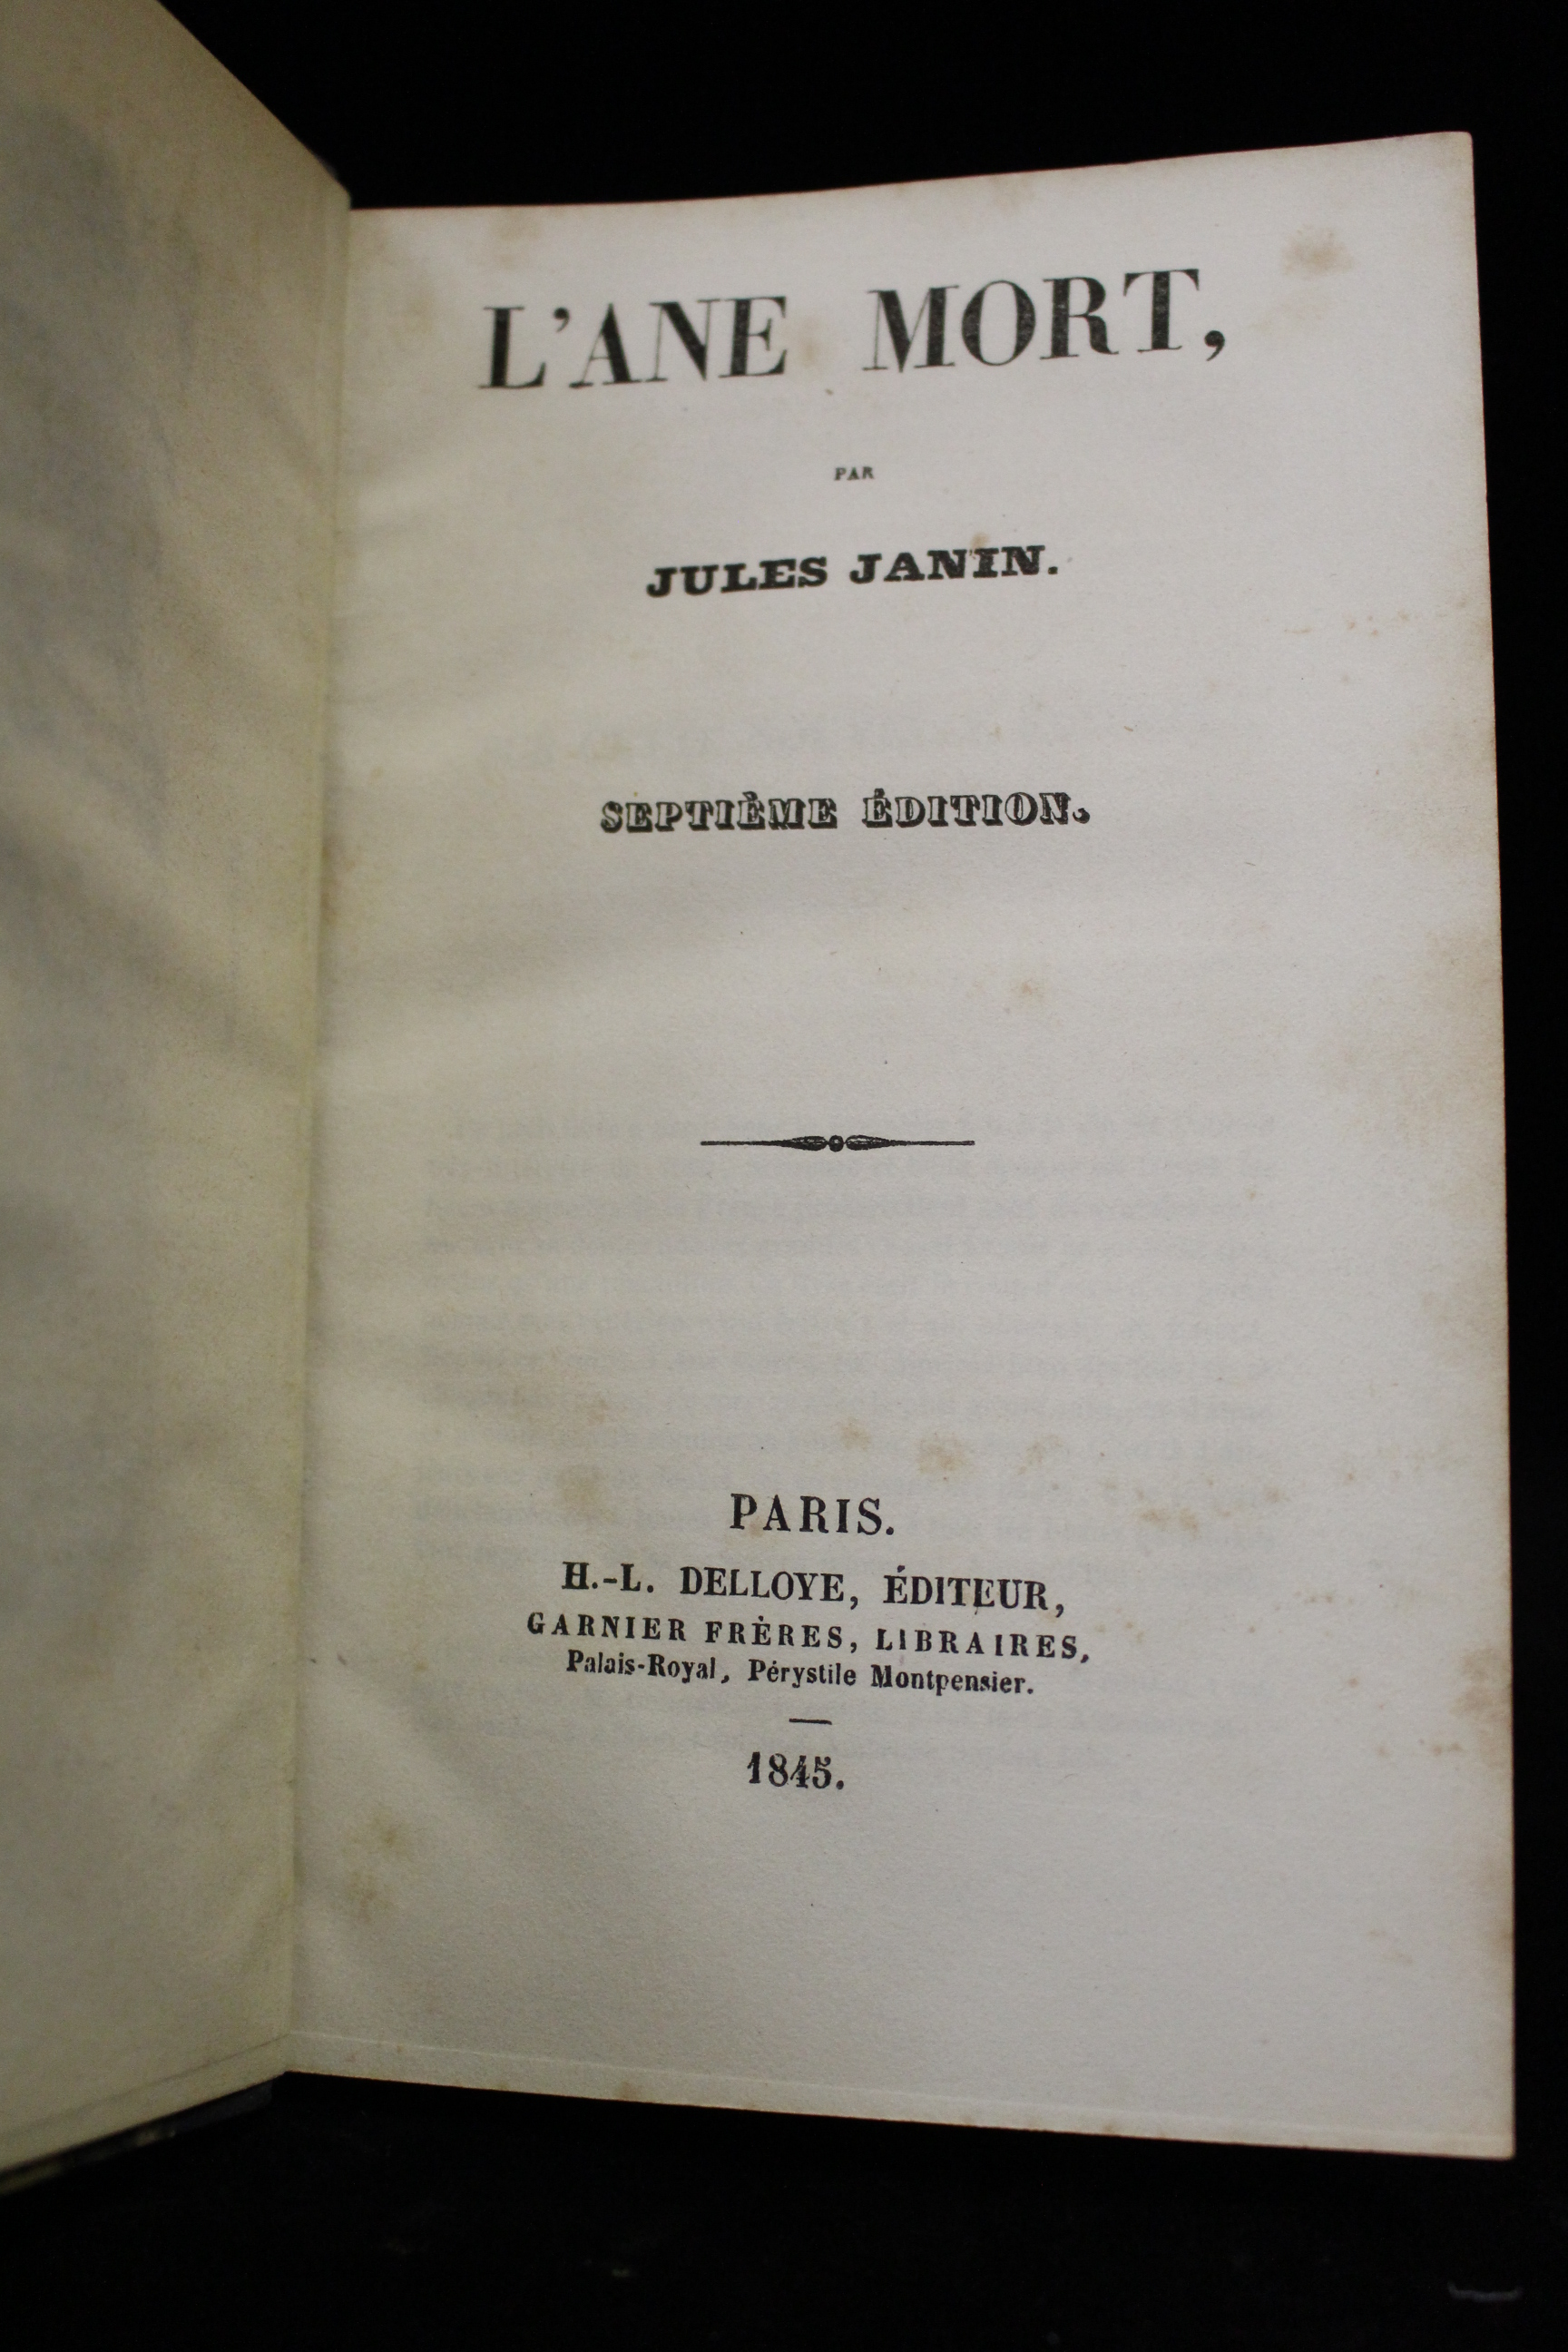 L'ANE MORT,
PAR
JULES JANIN.
SEPTIÈME ÉDITION.
PARIS.
H.-L. DELLOYE, ÉDITEUR,
GARNIER FRÈRES, LIBRAIRES,
Palais-Royal, Pérystile Montpensier.
1845.